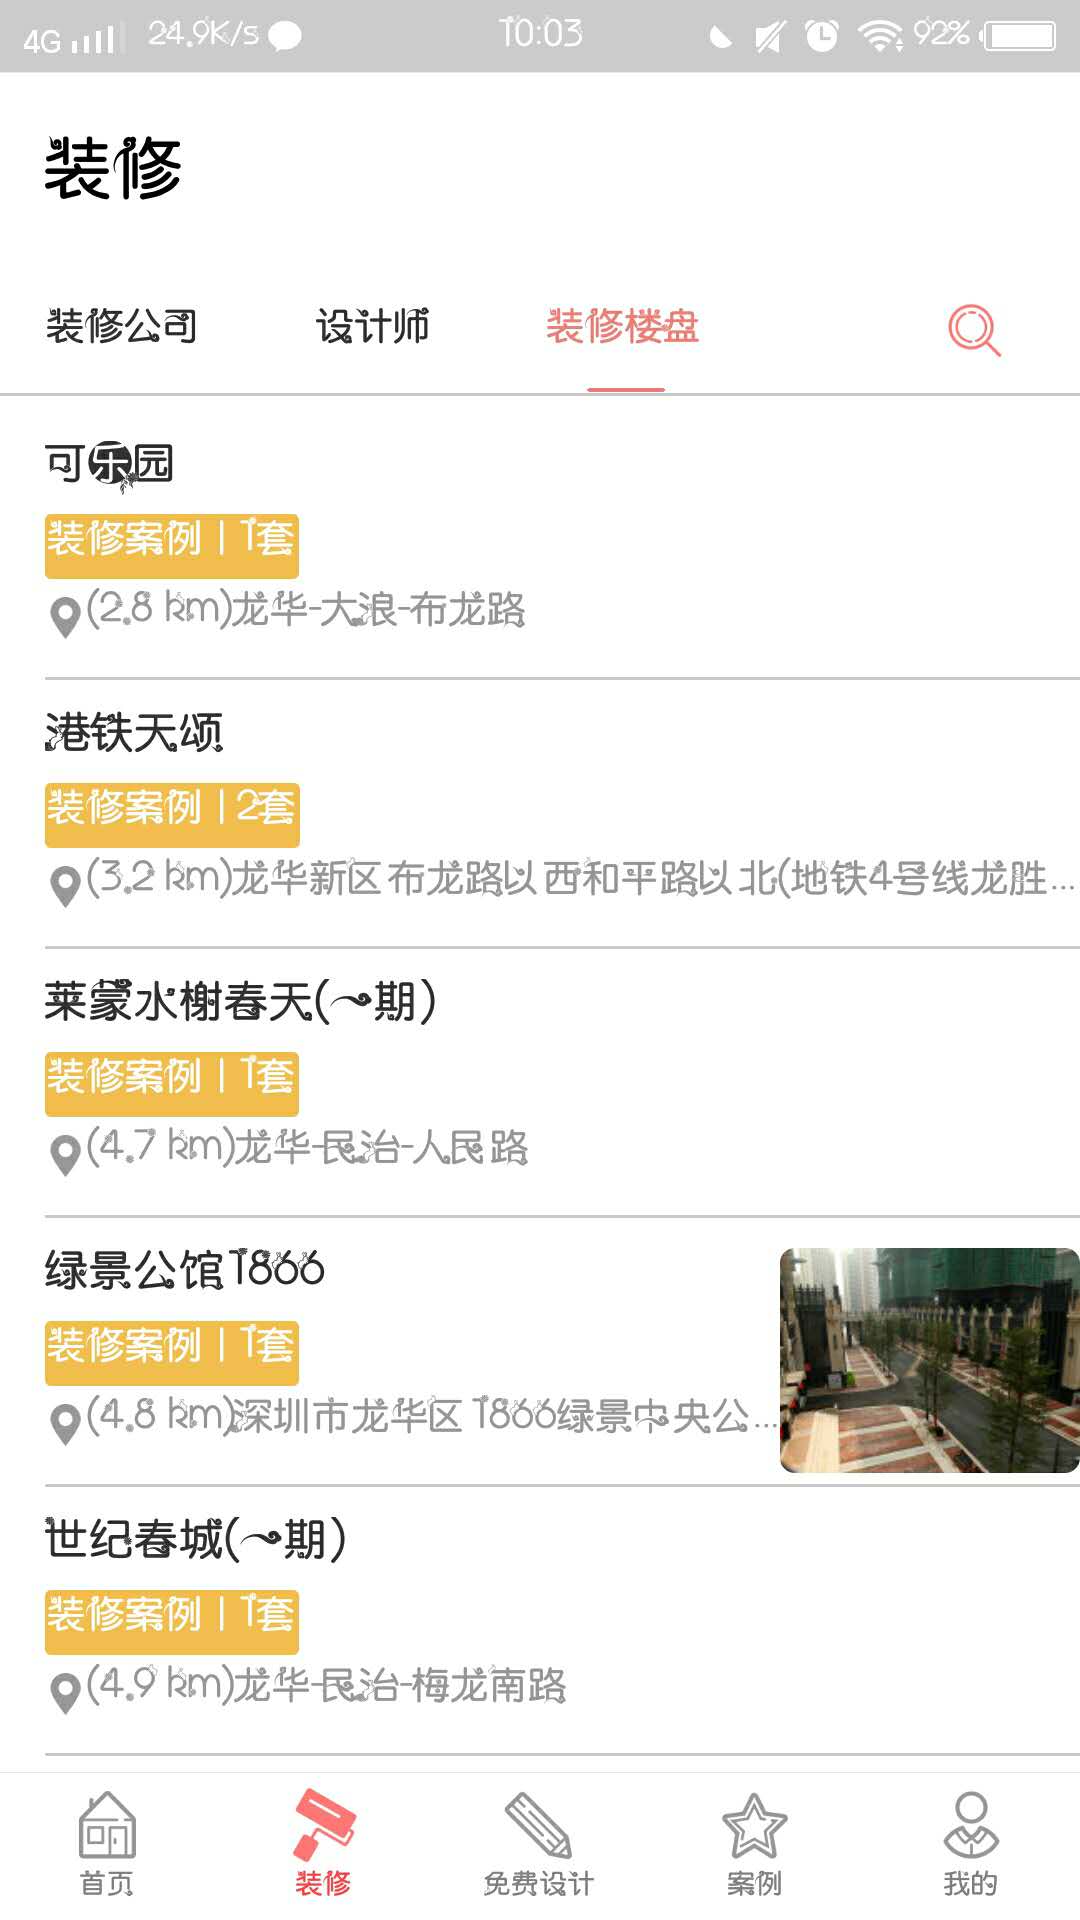 4G 24.9K/s 10:03 92%
装修
装修公司 设计师 装修楼盘
可乐园
装修案例 | 1套
(2.8 km)龙华-大浪-布龙路
港铁天颂
装修案例 | 2套
(3.2 km)龙华新区布龙路以西和平路以北(地铁4号线龙胜...
莱蒙水榭春天(一期)
装修案例 | 1套
(4.7 km)龙华-民治-人民路
绿景公馆1866
装修案例 | 1套
(4.8 km)深圳市龙华区1866绿景中央公...
世纪春城(一期)
装修案例 | 1套
(4.9 km)龙华-民治-梅龙南路
首页 装修 免费设计 案例 我的